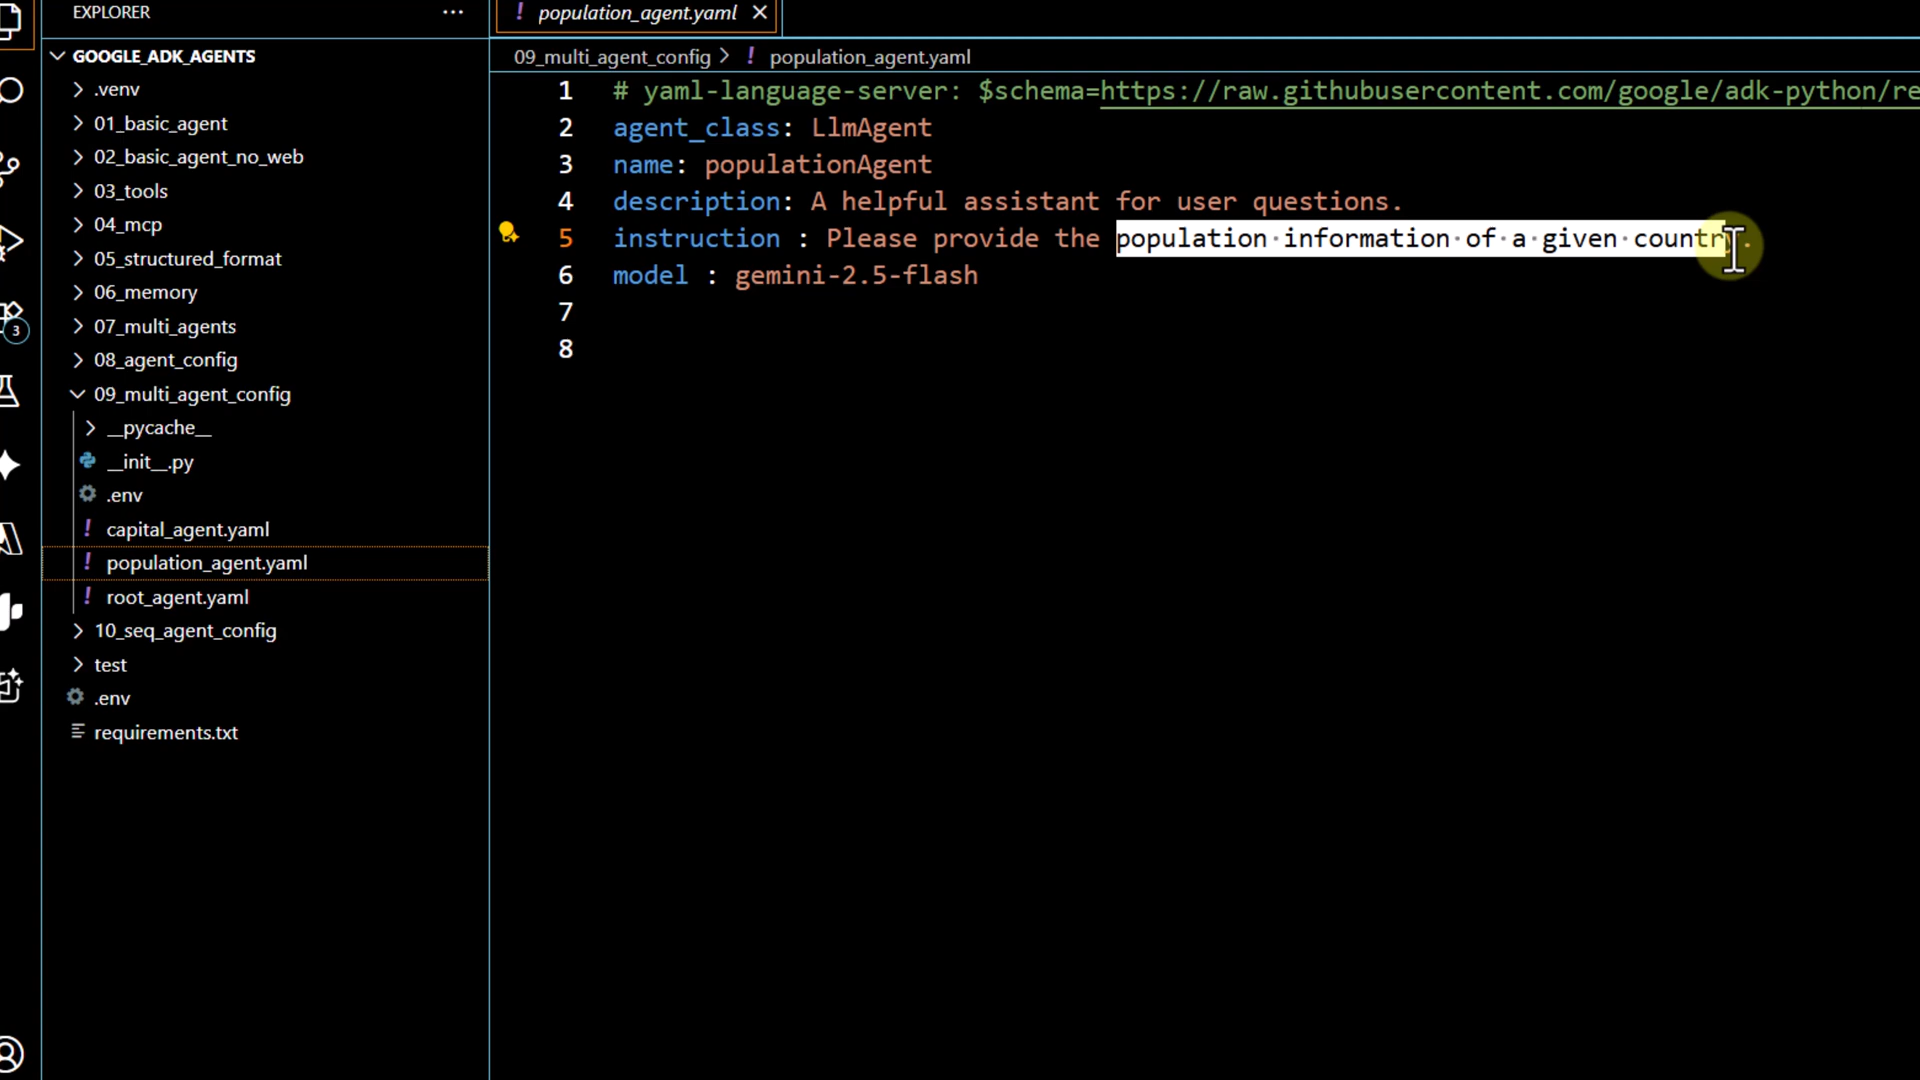 EXPLORER
GOOGLE_ADK_AGENTS
.venv
01_basic_agent
02_basic_agent_no_web
03_tools
04_mcp
05_structured_format
06_memory
07_multi_agents
08_agent_config
09_multi_agent_config
__pycache__
__init__.py
.env
capital_agent.yaml
population_agent.yaml
root_agent.yaml
10_seq_agent_config
test
.env
requirements.txt
3
! population_agent.yaml
09_multi_agent_config > ! population_agent.yaml
1 # yaml-language-server: $schema=https://raw.githubusercontent.com/google/adk-python/re
2 agent_class: LlmAgent
3 name: populationAgent
4 description: A helpful assistant for user questions.
5 instruction : Please provide the population information of a given country.
6 model : gemini-2.5-flash
7
8